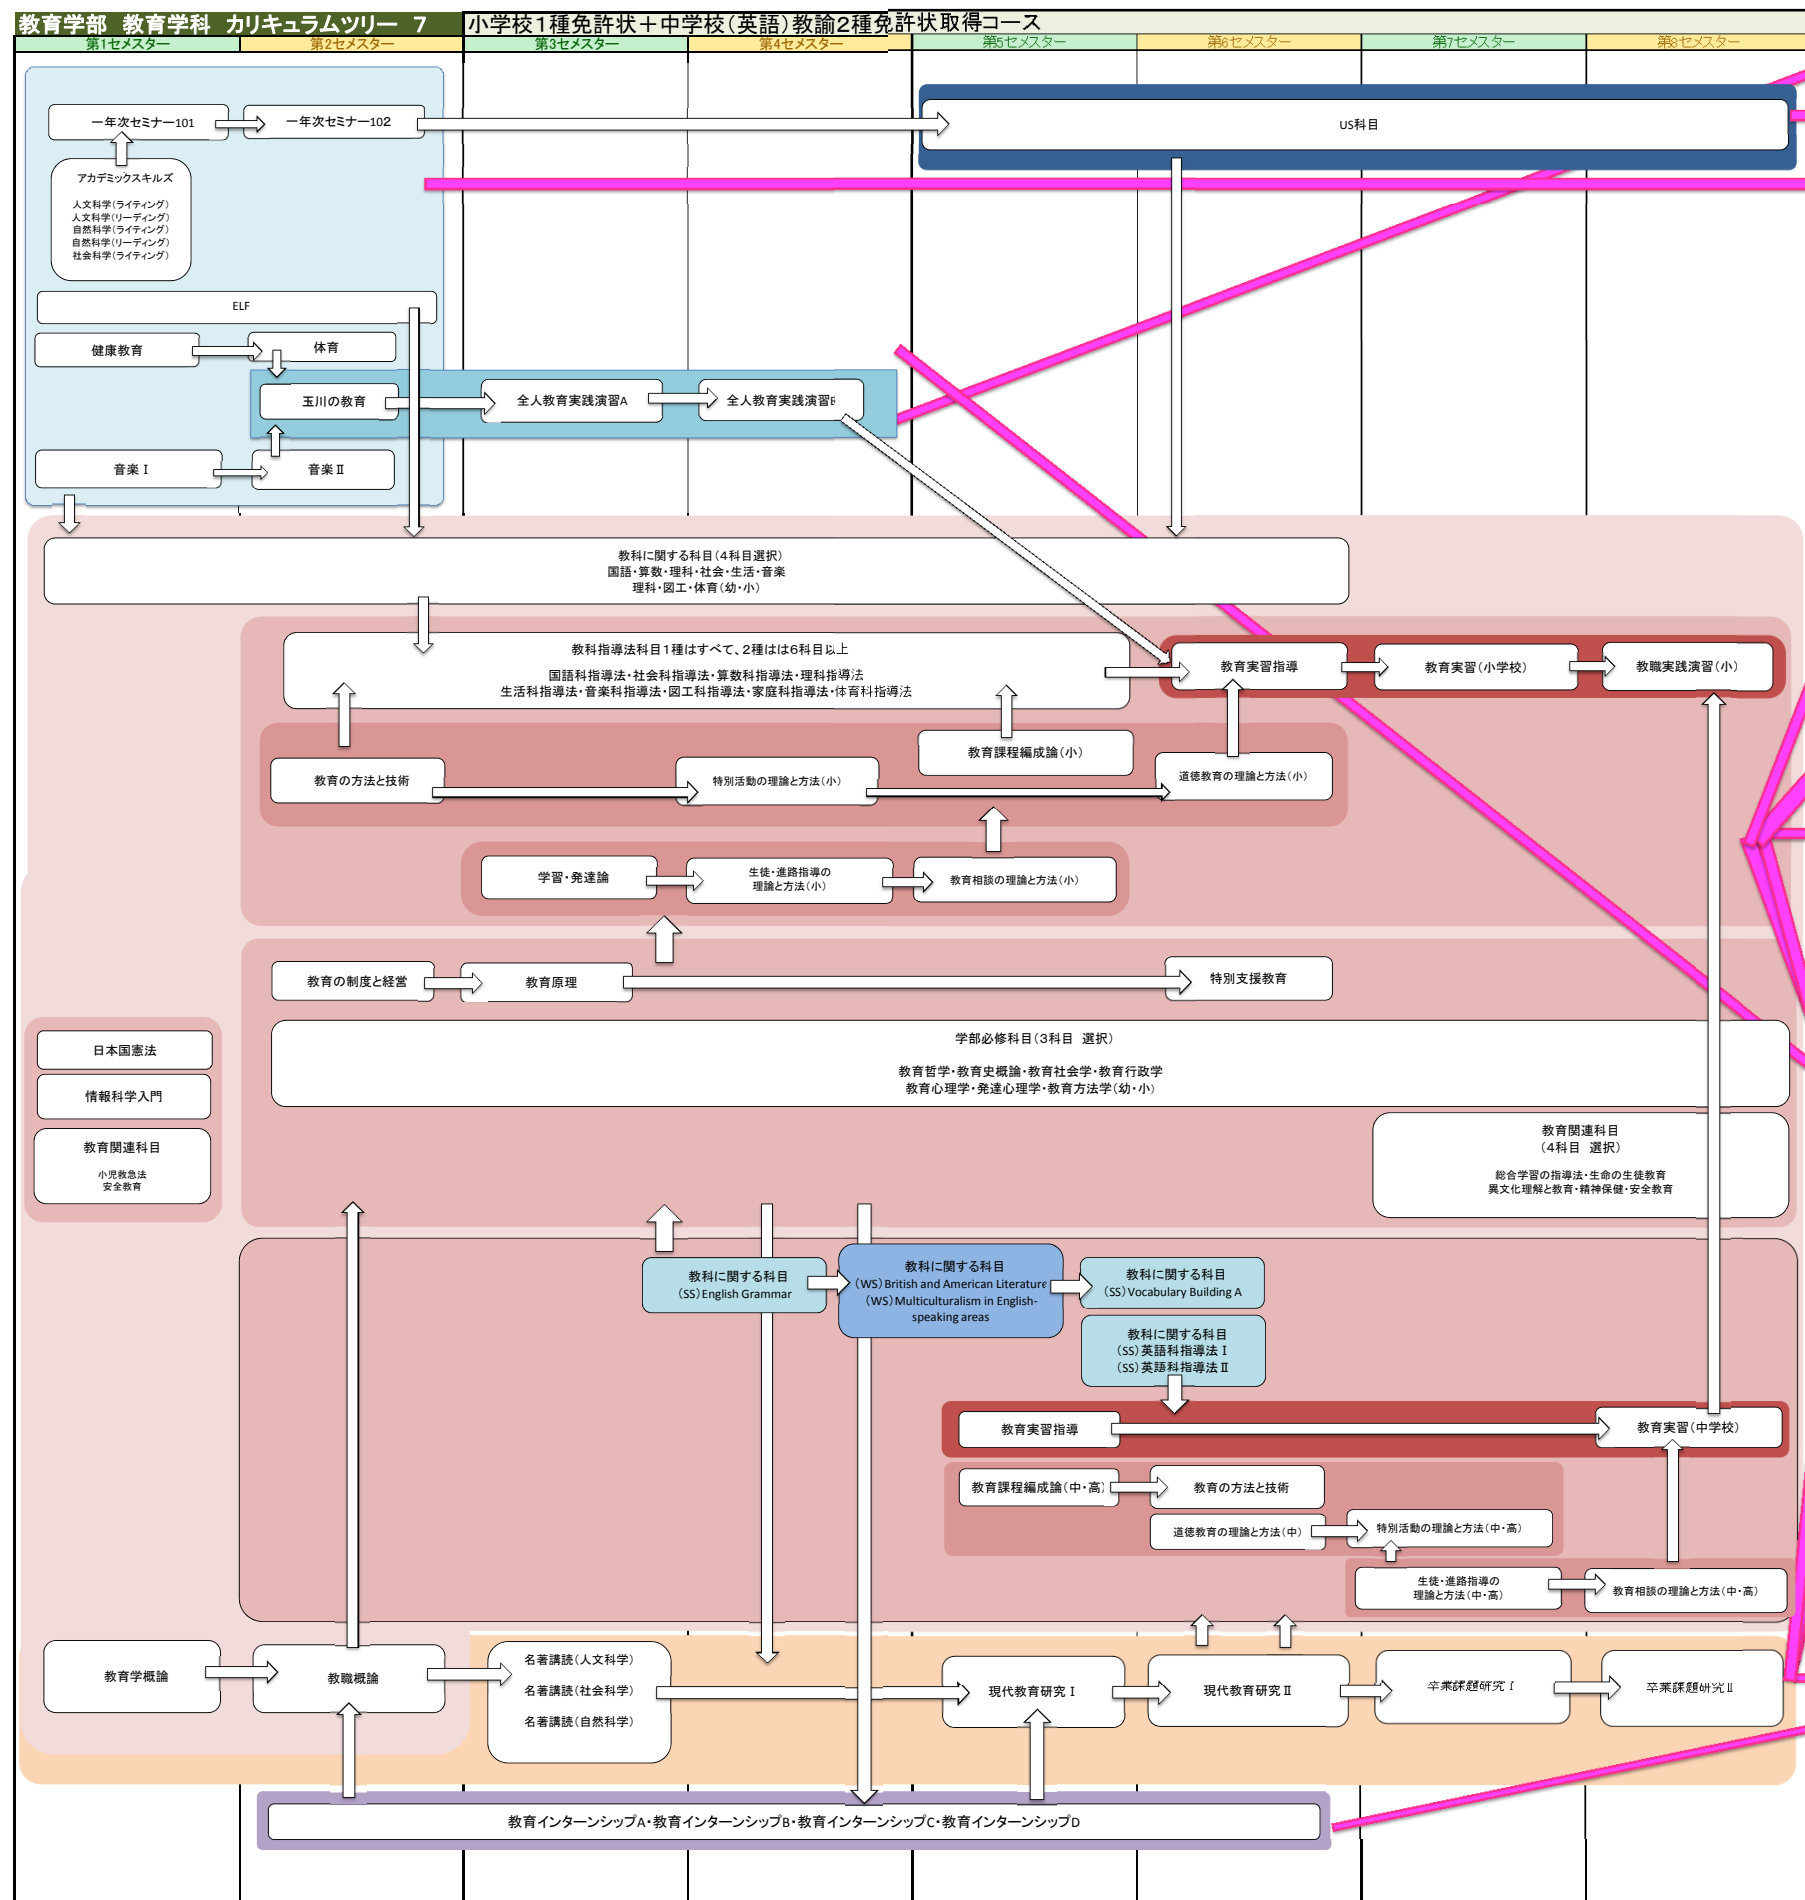 教育学部 教育学科 カリキュラムツリー 7
小学校1種免許状＋中学校(英語)教諭2種免許状取得コース
第1セメスター
第2セメスター
第3セメスター
第4セメスター
第5セメスター
第6セメスター
第7セメスター
第8セメスター
一年次セミナー101
一年次セミナー102
US科目
アカデミックスキルズ
人文科学(ライティング)
人文科学(リーディング)
自然科学(ライティング)
自然科学(リーディング)
社会科学(ライティング)
ELF
健康教育
体育
玉川の教育
全人教育実践演習A
全人教育実践演習B
音楽Ⅰ
音楽Ⅱ
教科に関する科目(4科目選択)
国語・算数・理科・社会・生活・音楽
理科・図工・体育(幼・小)
教科指導法科目1種はすべて、2種はは6科目以上
国語科指導法・社会科指導法・算数科指導法・理科指導法
生活科指導法・音楽科指導法・図工科指導法・家庭科指導法・体育科指導法
教育実習指導
教育実習(小学校)
教職実践演習(小)
教育の方法と技術
特別活動の理論と方法(小)
教育課程編成論(小)
道徳教育の理論と方法(小)
学習・発達論
生徒・進路指導の
理論と方法(小)
教育相談の理論と方法(小)
教育の制度と経営
教育原理
特別支援教育
学部必修科目(3科目 選択)
教育哲学・教育史概論・教育社会学・教育行政学
教育心理学・発達心理学・教育方法学(幼・小)
日本国憲法
情報科学入門
教育関連科目
小児救急法
安全教育
教育関連科目
(4科目 選択)
総合学習の指導法・生命の生徒教育
異文化理解と教育・精神保健・安全教育
教科に関する科目
(SS)English Grammar
教科に関する科目
(WS)British and American Literature
(WS)Multiculturalism in English-
speaking areas
教科に関する科目
(SS)Vocabulary Building A
教科に関する科目
(SS)英語科指導法Ⅰ
(SS)英語科指導法Ⅱ
教育実習指導
教育実習(中学校)
教育課程編成論(中・高)
教育の方法と技術
道徳教育の理論と方法(中)
特別活動の理論と方法(中・高)
生徒・進路指導の
理論と方法(中・高)
教育相談の理論と方法(中・高)
教育学概論
教職概論
名著講読(人文科学)
名著講読(社会科学)
名著講読(自然科学)
現代教育研究Ⅰ
現代教育研究Ⅱ
卒業課題研究Ⅰ
卒業課題研究Ⅱ
教育インターンシップA・教育インターンシップB・教育インターンシップC・教育インターンシップD